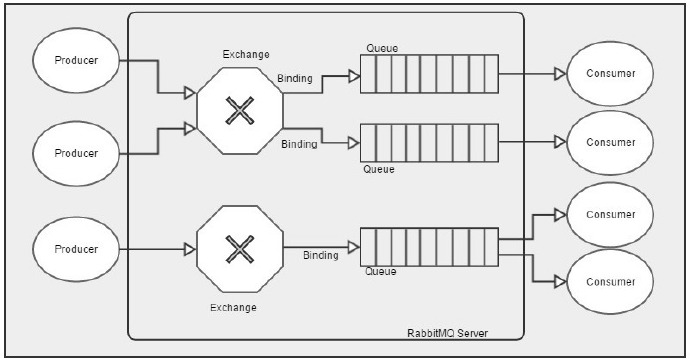 Producer
Exchange
Binding
Queue
Consumer
Producer
Binding
Queue
Consumer
Producer
Exchange
Binding
Queue
Consumer
Consumer
RabbitMQ Server